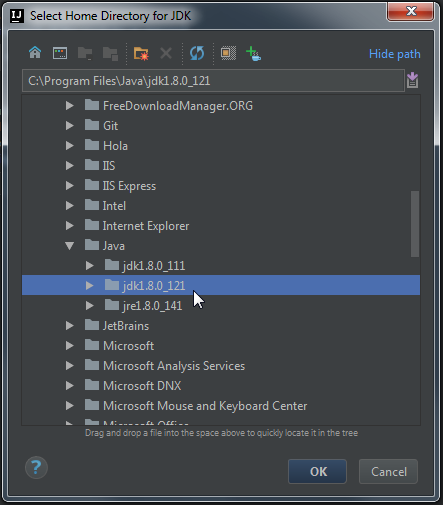 Select Home Directory for JDK
Hide path
C:\Program Files\Java\jdk1.8.0_121
FreeDownloadManager.ORG
Git
Hola
IIS
IIS Express
Intel
Internet Explorer
Java
jdk1.8.0_111
jdk1.8.0_121
jre1.8.0_141
JetBrains
Microsoft
Microsoft Analysis Services
Microsoft DNX
Microsoft Mouse and Keyboard Center
Microsoft Office
Drag and drop a file into the space above to quickly locate it in the tree
?
OK
Cancel